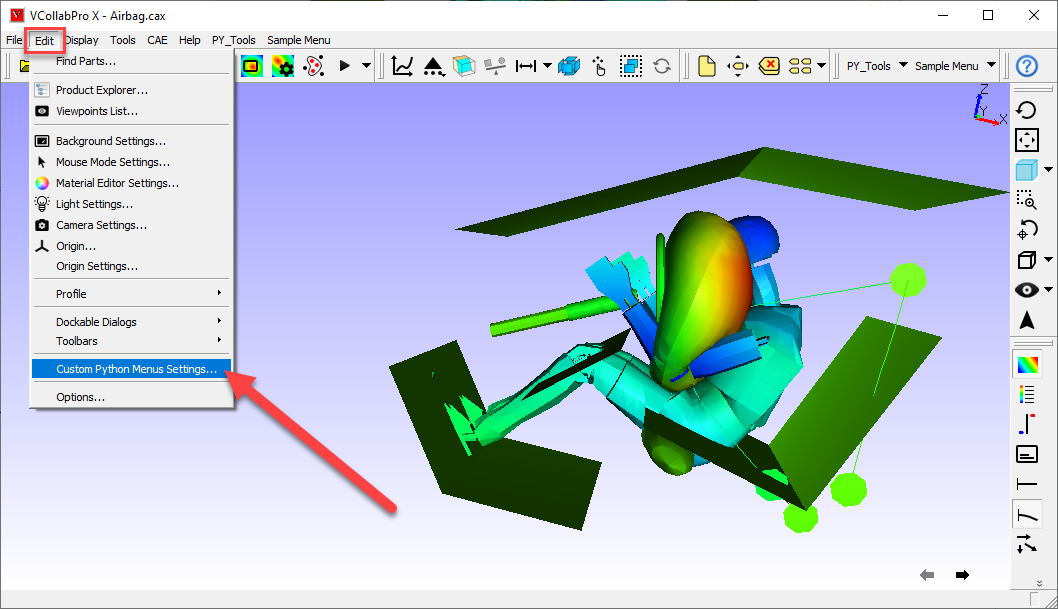 VCollabPro X - Airbag.cax
File Edit Display Tools CAE Help PY_Tools Sample Menu
PY_Tools Sample Menu
Find Parts...
Product Explorer...
Viewpoints List...
Background Settings...
Mouse Mode Settings...
Material Editor Settings...
Light Settings...
Camera Settings...
Origin...
Origin Settings...
Profile
Dockable Dialogs
Toolbars
Custom Python Menus Settings...
Options...
Z
Y
X